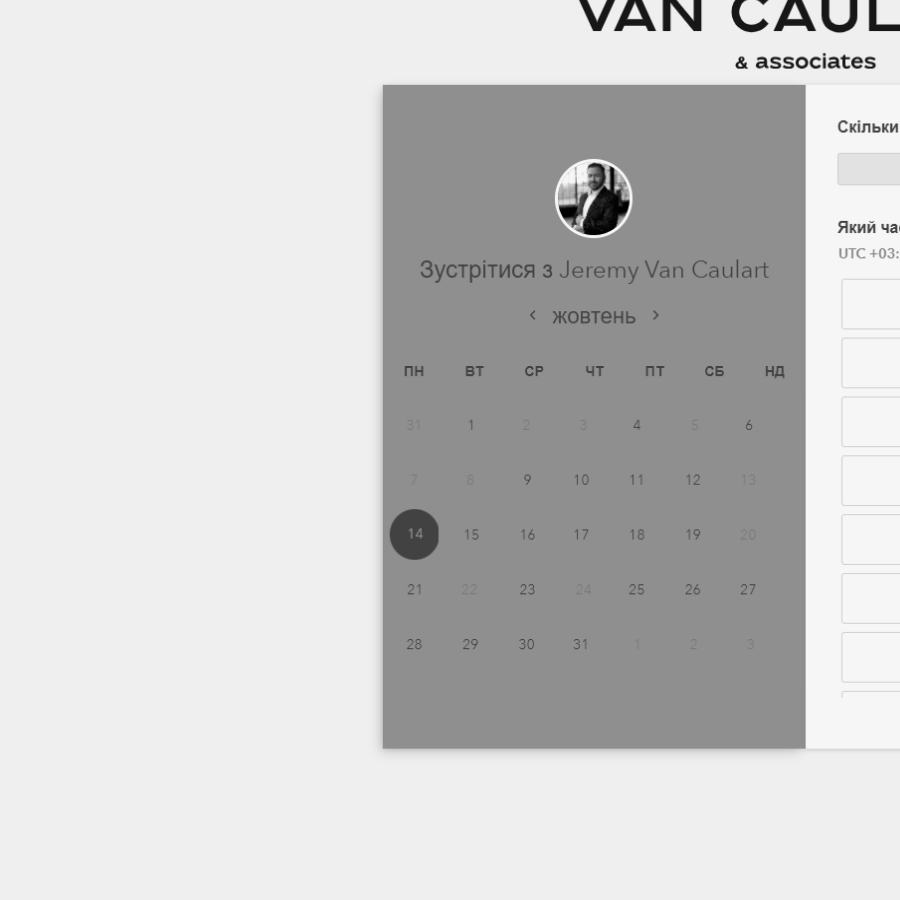 VAN CAUL
& associates
Зустрітися з Jeremy Van Caulart
‹ жовтень ›
ПН ВТ СР ЧТ ПТ СБ НД
31 1 2 3 4 5 6
7 8 9 10 11 12 13
14 15 16 17 18 19 20
21 22 23 24 25 26 27
28 29 30 31 1 2 3
Скільки
Який ча
UTC +03: